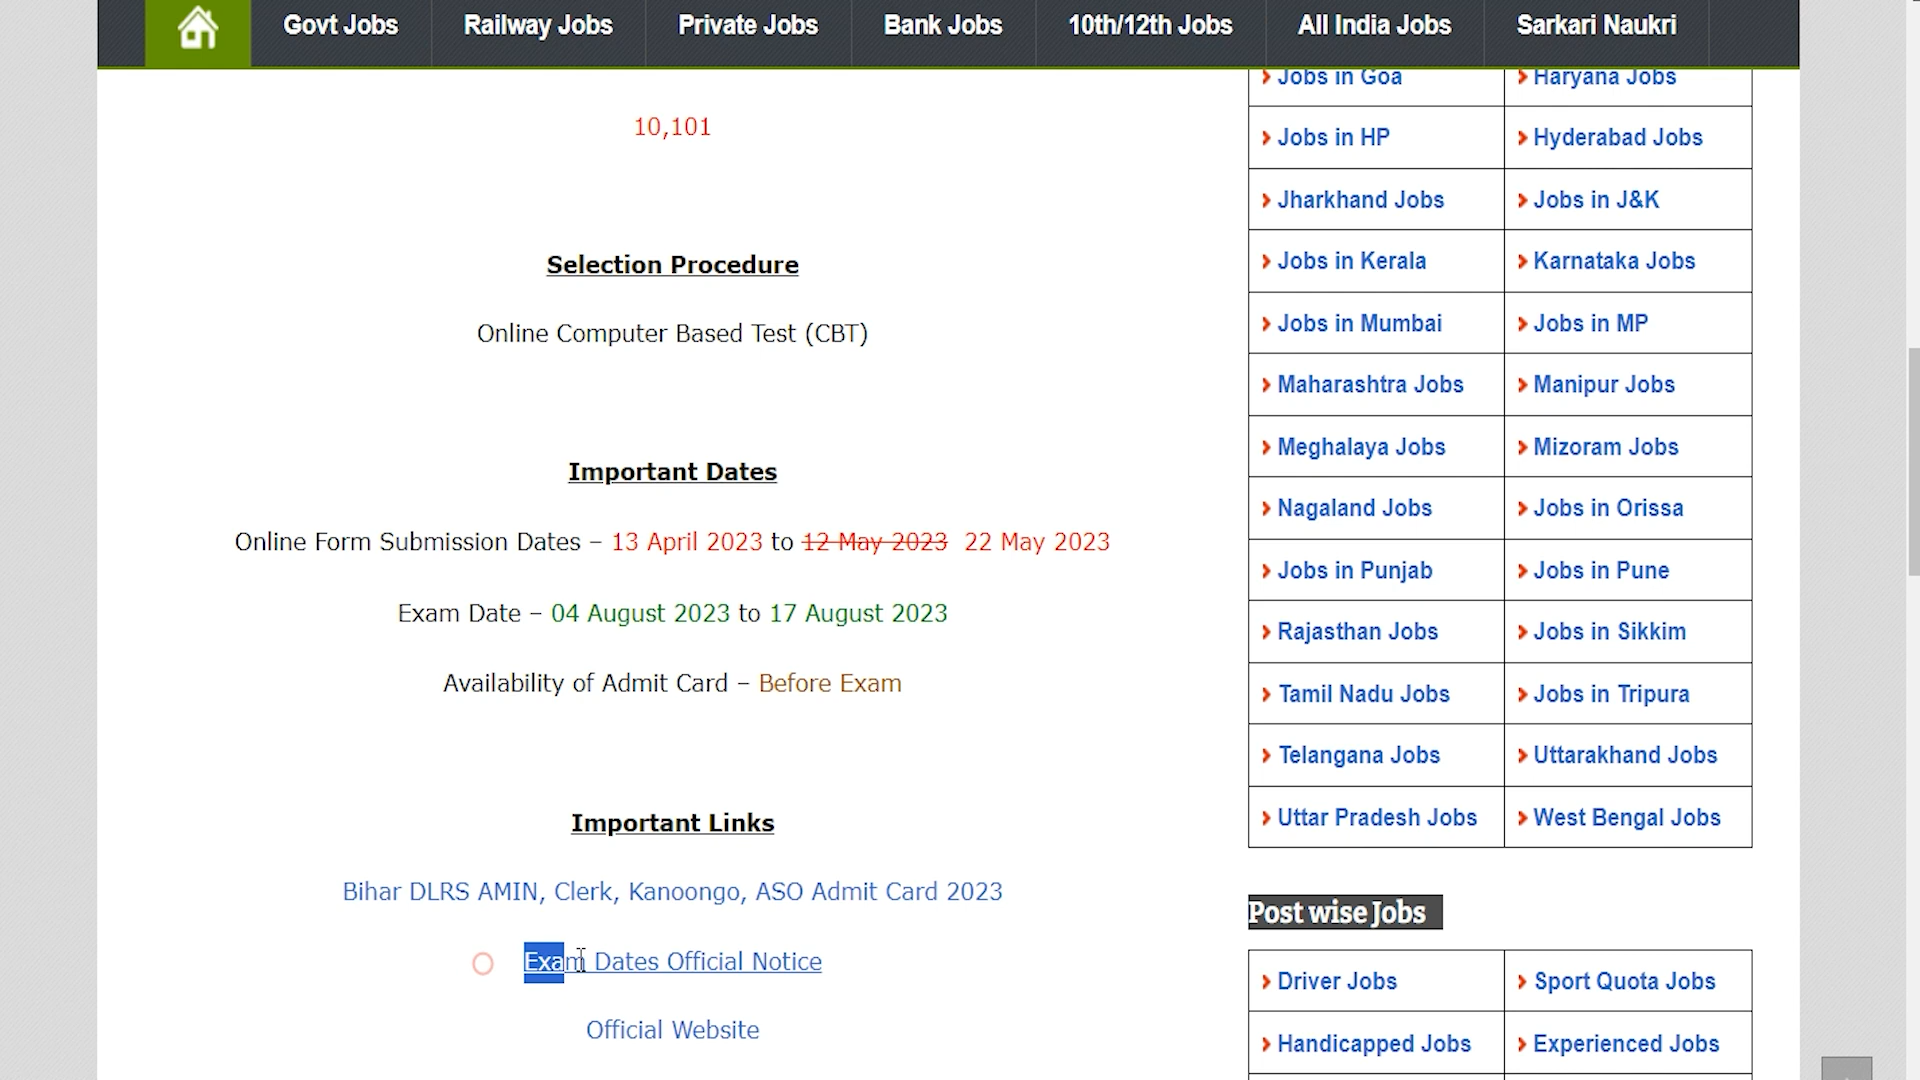 Govt Jobs
Railway Jobs
Private Jobs
Bank Jobs
10th/12th Jobs
All India Jobs
Sarkari Naukri
10,101
Selection Procedure
Online Computer Based Test (CBT)
Important Dates
Online Form Submission Dates – 13 April 2023 to 12 May 2023 22 May 2023
Exam Date – 04 August 2023 to 17 August 2023
Availability of Admit Card – Before Exam
Important Links
Bihar DLRS AMIN, Clerk, Kanoongo, ASO Admit Card 2023
Exam Dates Official Notice
Official Website
Jobs in Goa
Haryana Jobs
Jobs in HP
Hyderabad Jobs
Jharkhand Jobs
Jobs in J&K
Jobs in Kerala
Karnataka Jobs
Jobs in Mumbai
Jobs in MP
Maharashtra Jobs
Manipur Jobs
Meghalaya Jobs
Mizoram Jobs
Nagaland Jobs
Jobs in Orissa
Jobs in Punjab
Jobs in Pune
Rajasthan Jobs
Jobs in Sikkim
Tamil Nadu Jobs
Jobs in Tripura
Telangana Jobs
Uttarakhand Jobs
Uttar Pradesh Jobs
West Bengal Jobs
Post wise Jobs
Driver Jobs
Sport Quota Jobs
Handicapped Jobs
Experienced Jobs